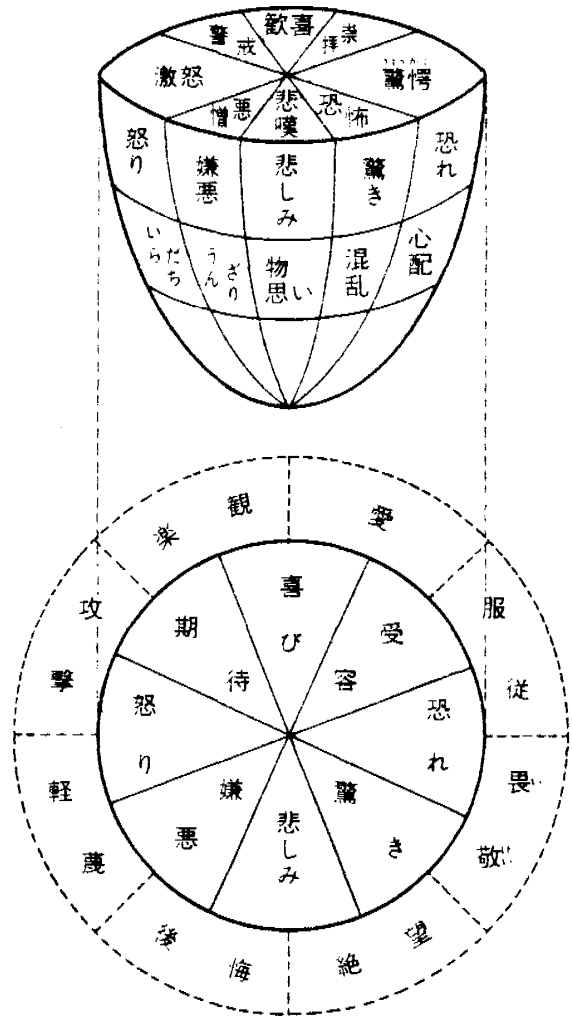 歓喜
警戒
崇拝
激怒
驚愕
憎悪
悲嘆
恐怖
怒り
嫌悪
悲しみ
驚き
恐れ
いらだち
うんざり
物思い
混乱
心配
楽観
愛
攻撃
服従
喜び
期待
受容
怒り
恐れ
嫌悪
悲しみ
驚き
軽蔑
畏敬
後悔
絶望